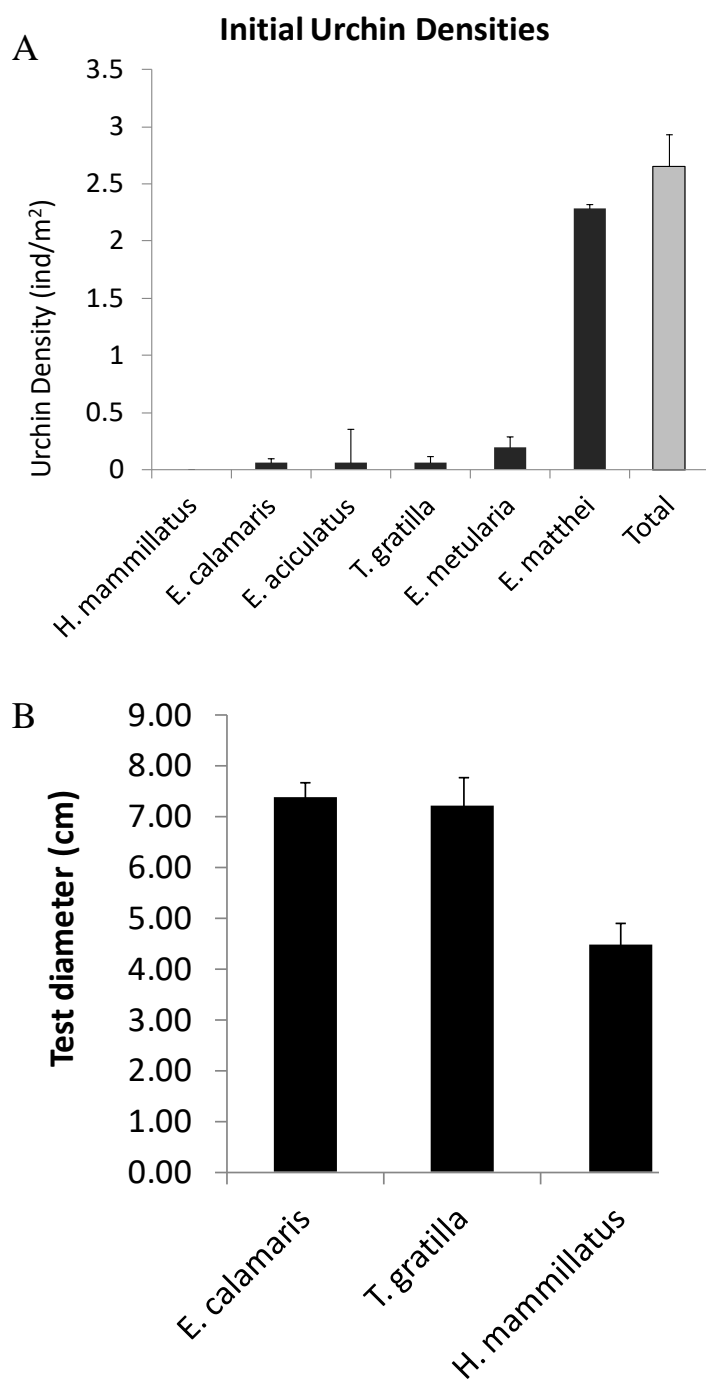 A
Initial Urchin Densities
Urchin Density (ind/m²)
3.5
3
2.5
2
1.5
1
0.5
0
H. mammillatus
E. calamaris
E. aciculatus
T. gratilla
E. metularia
E. matthei
Total
B
Test diameter (cm)
9.00
8.00
7.00
6.00
5.00
4.00
3.00
2.00
1.00
0.00
E. calamaris
T. gratilla
H. mammillatus